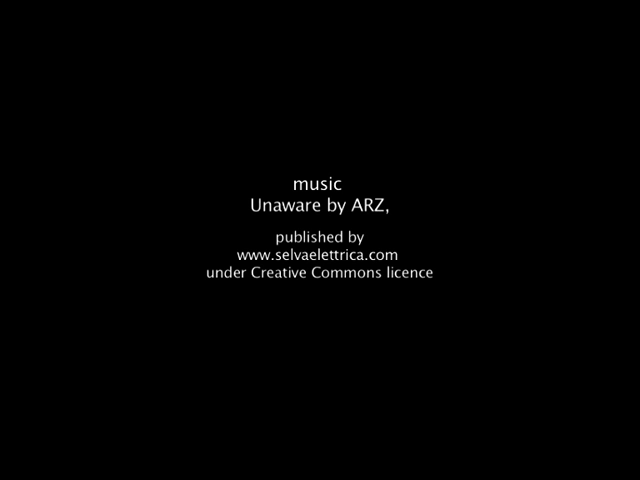 music
Unaware by ARZ,
published by
www.selvaelettrica.com
under Creative Commons licence